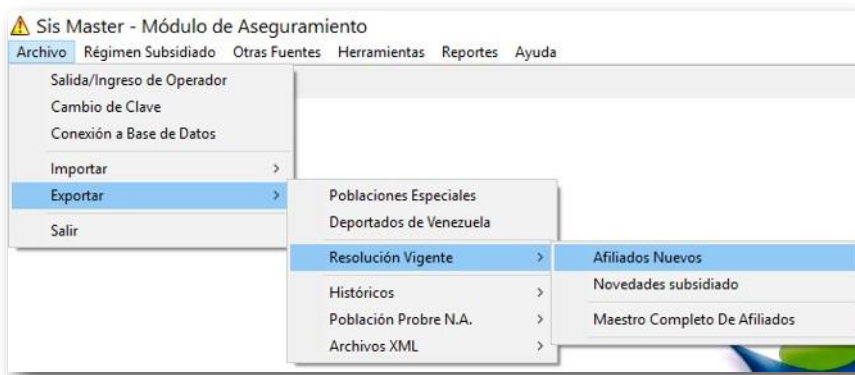 Sis Master - Módulo de Aseguramiento
Archivo Régimen Subsidiado Otras Fuentes Herramientas Reportes Ayuda
Salida/Ingreso de Operador
Cambio de Clave
Conexión a Base de Datos
Importar >
Exportar >
Salir
Poblaciones Especiales
Deportados de Venezuela
Resolución Vigente >
Históricos >
Población Probre N.A. >
Archivos XML >
Afiliados Nuevos
Novedades subsidiado
Maestro Completo De Afiliados